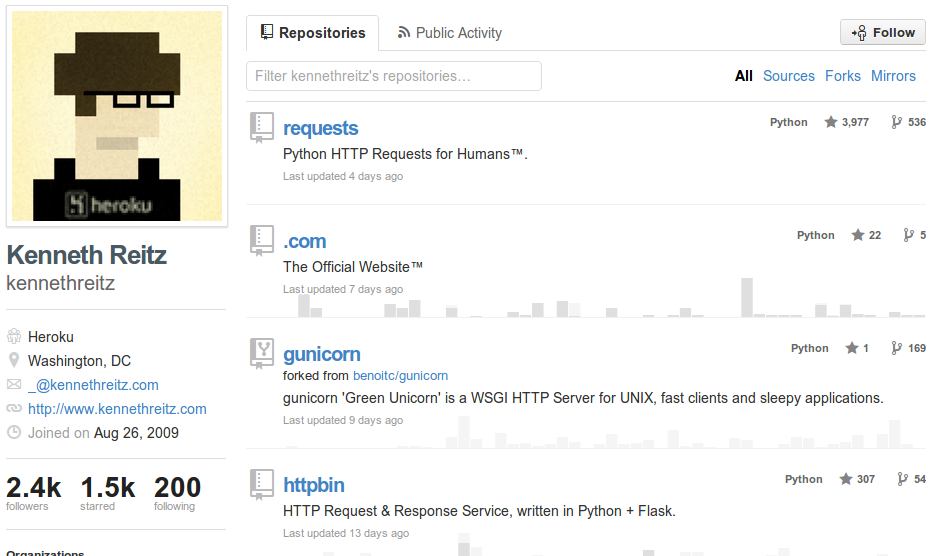 heroku
Kenneth Reitz
kennethreitz
Heroku
Washington, DC
_@kennethreitz.com
http://www.kennethreitz.com
Joined on Aug 26, 2009
2.4k 1.5k 200
followers starred following
Organizations
Repositories Public Activity Follow
Filter kennethreitz's repositories… All Sources Forks Mirrors
requests Python 3,977 536
Python HTTP Requests for Humans™.
Last updated 4 days ago
.com Python 22 5
The Official Website™
Last updated 7 days ago
gunicorn Python 1 169
forked from benoitc/gunicorn
gunicorn 'Green Unicorn' is a WSGI HTTP Server for UNIX, fast clients and sleepy applications.
Last updated 9 days ago
httpbin Python 307 54
HTTP Request & Response Service, written in Python + Flask.
Last updated 13 days ago